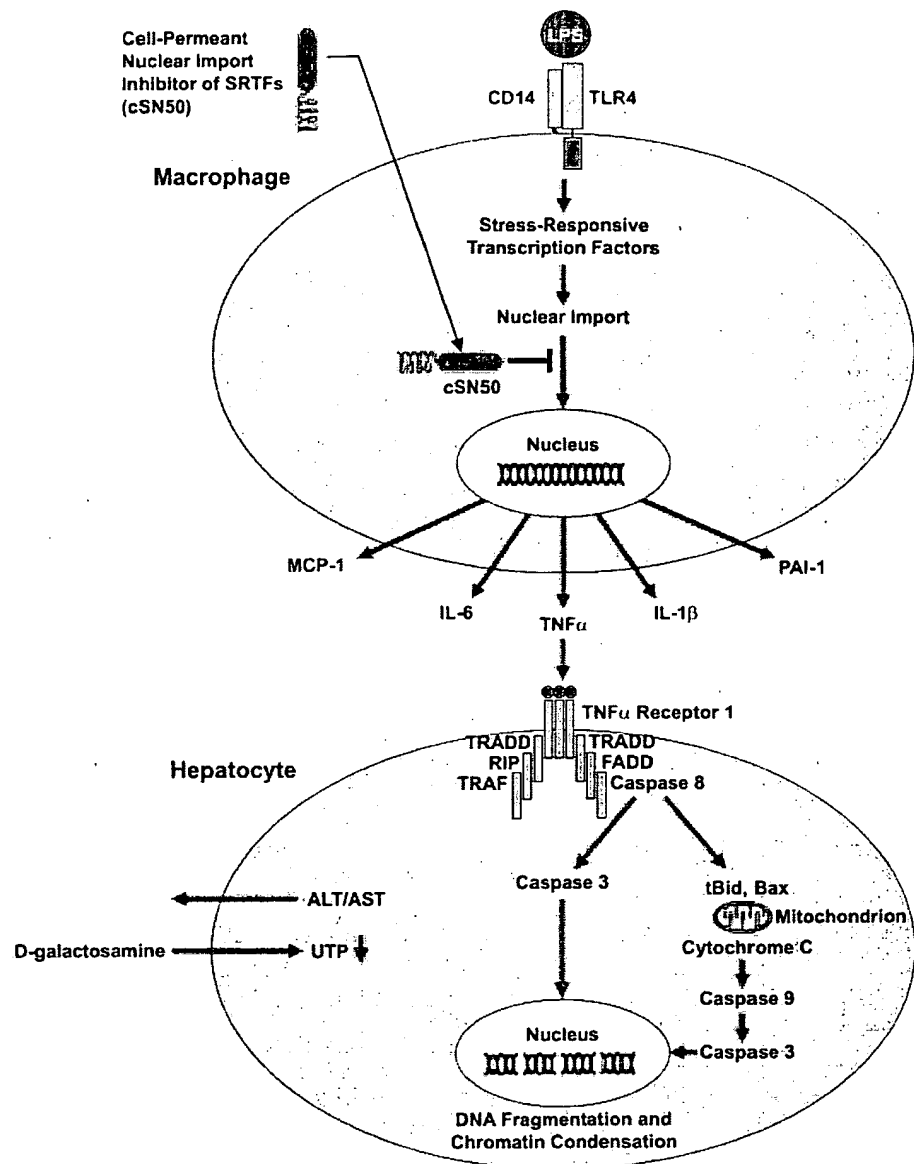 Cell-Permeant
Nuclear Import
Inhibitor of SRTFs
(cSN50)
LPS
CD14
TLR4
Macrophage
Stress-Responsive
Transcription Factors
Nuclear Import
cSN50
Nucleus
MCP-1
PAI-1
IL-6
IL-1β
TNFα
TNFα Receptor 1
TRADD
TRADD
RIP
FADD
TRAF
Caspase 8
Hepatocyte
Caspase 3
tBid, Bax
Mitochondrion
Cytochrome C
Caspase 9
Caspase 3
ALT/AST
D-galactosamine
UTP
Nucleus
DNA Fragmentation and
Chromatin Condensation